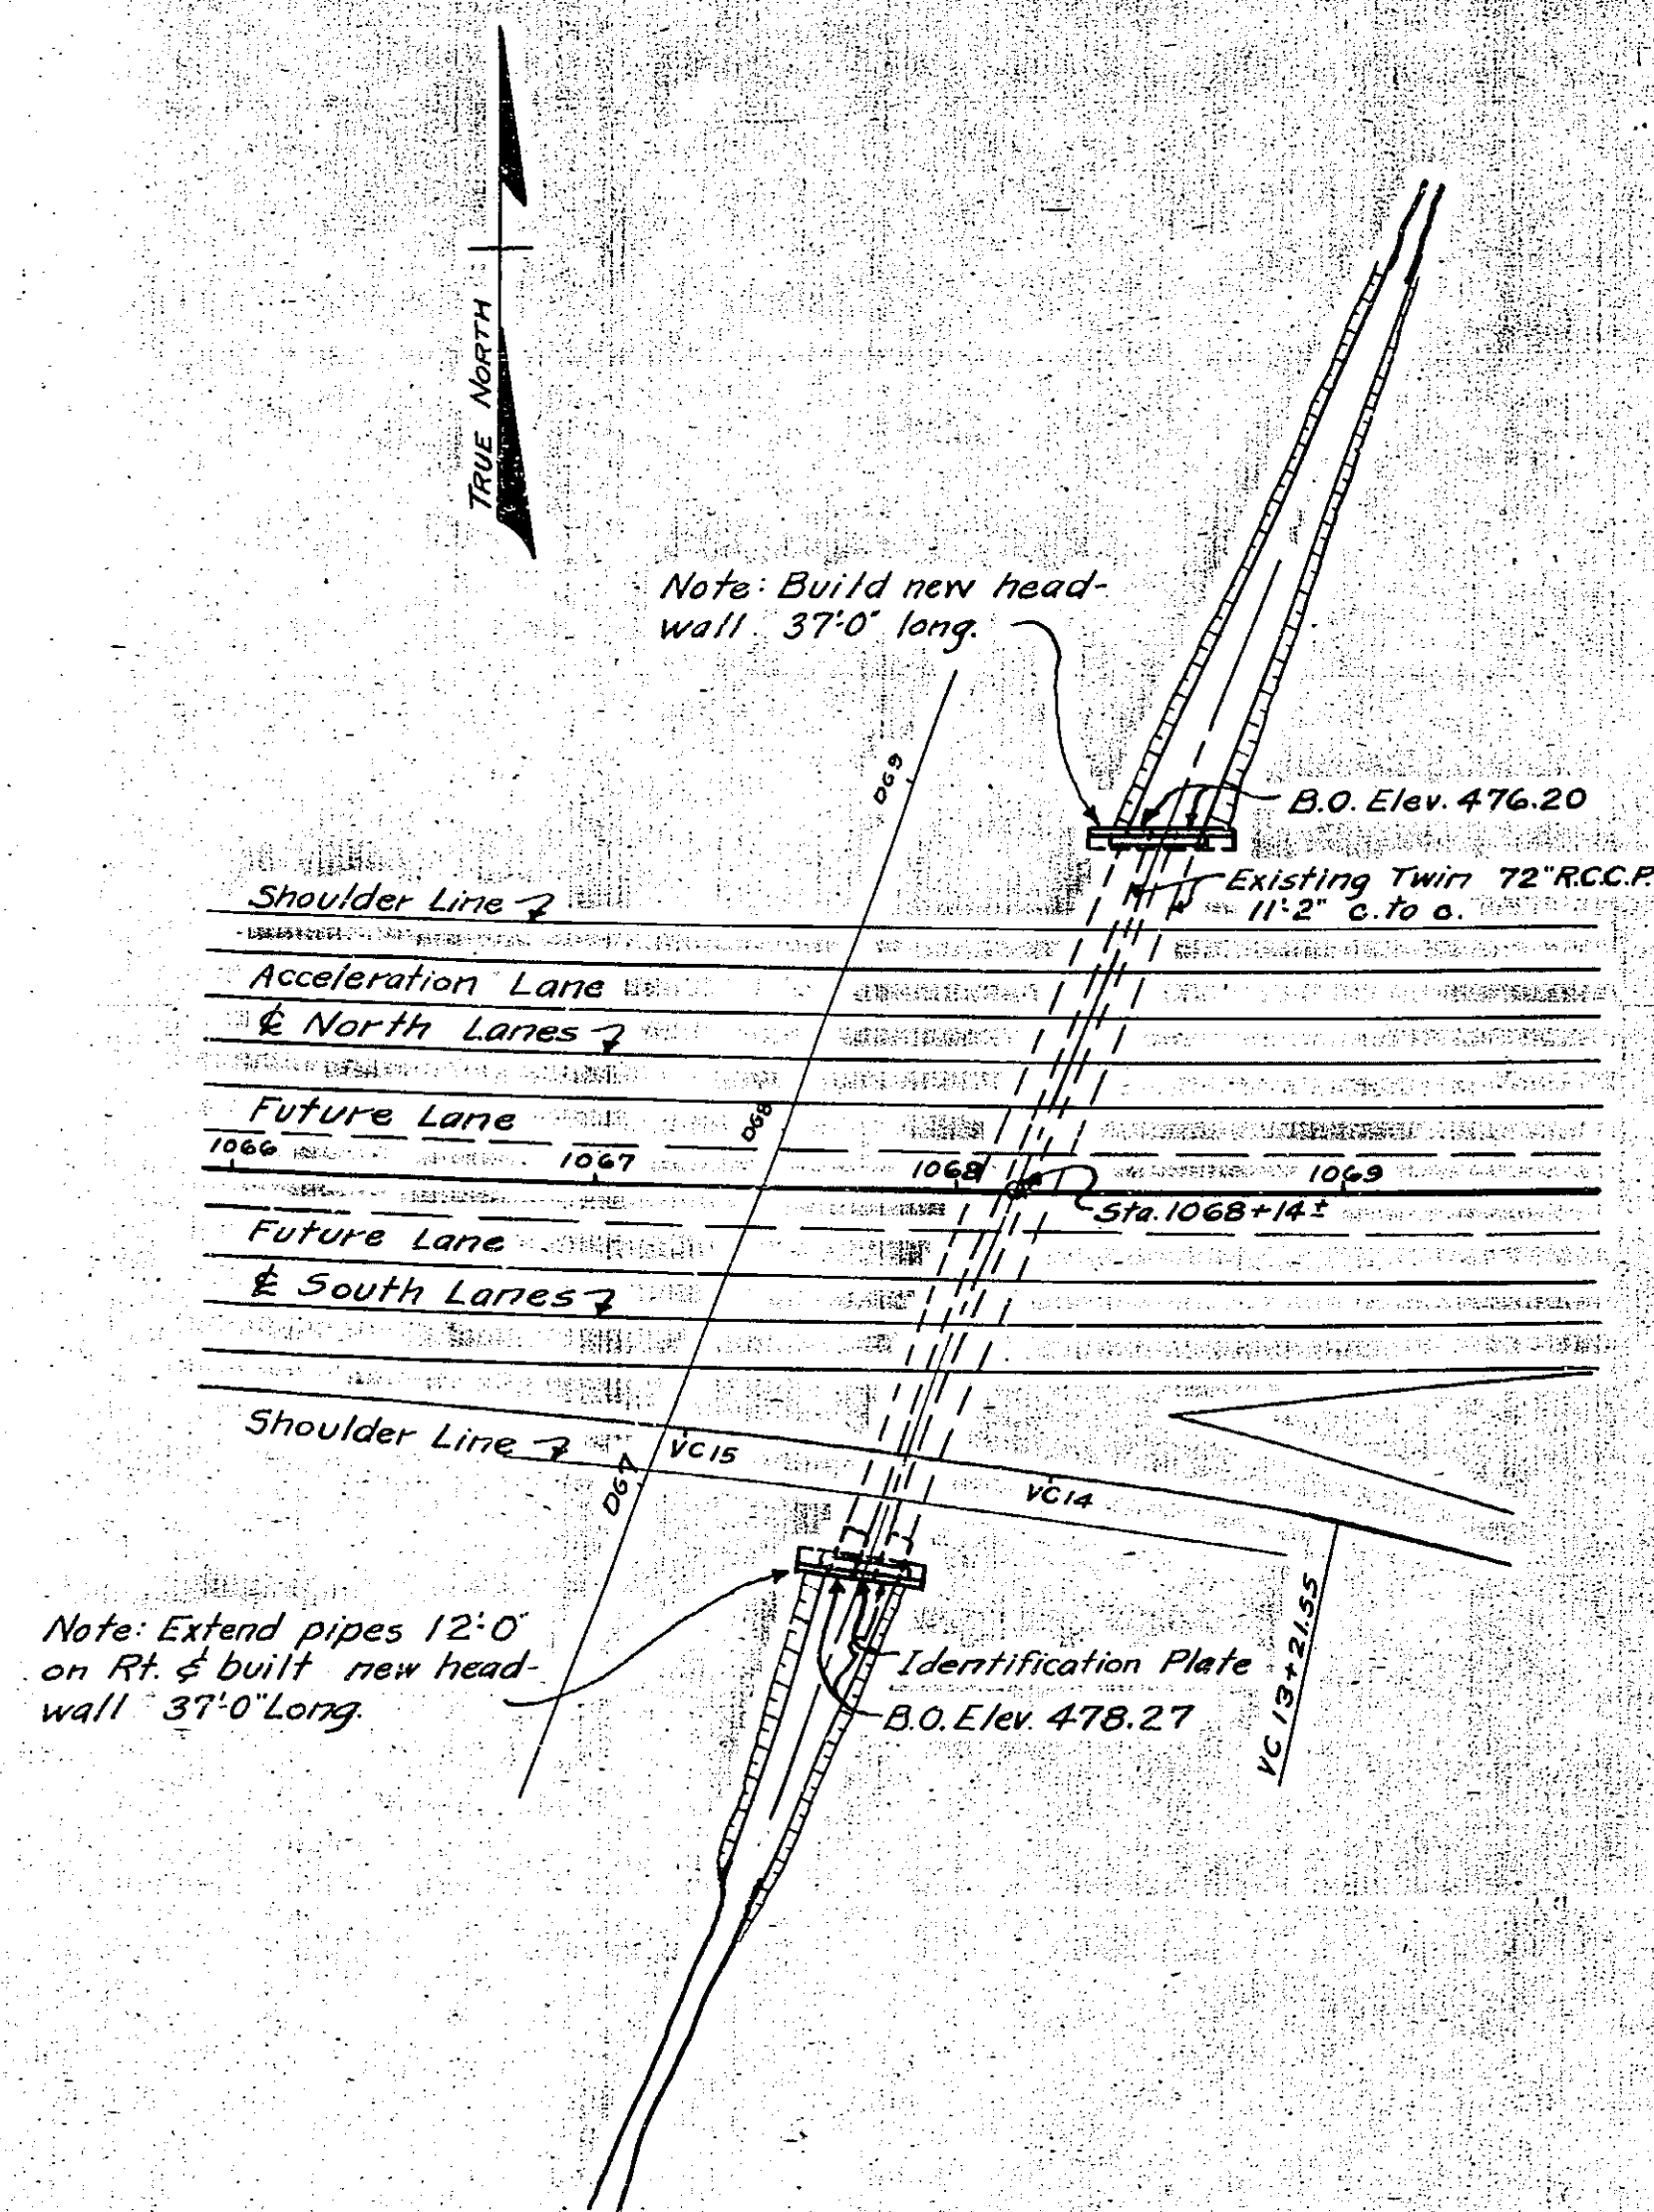 TRUE NORTH
Note: Build new head-
wall 37'-0" long.
D69
B.O. Elev. 476.20
Existing Twin 72" R.C.C.P.
11'-2" c. to c.
Shoulder Line
Acceleration Lane
℄ North Lanes
Future Lane
D68
1066
1067
1068
1069
Sta. 1068+14±
Future Lane
℄ South Lanes
Shoulder Line
VC15
VC14
D67
Note: Extend pipes 12'-0"
on Rt. & built new head-
wall 37'-0" Long.
Identification Plate
B.O. Elev. 478.27
VC 13+21.55